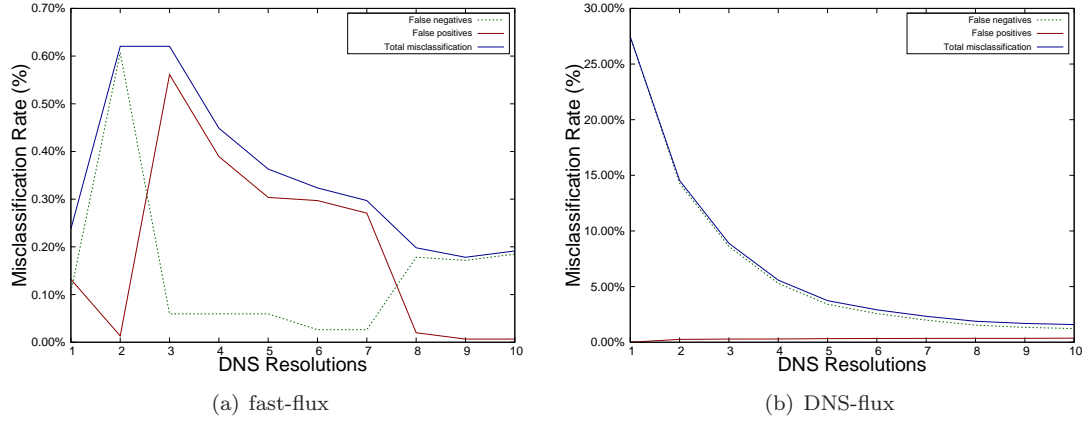 0.70%
0.60%
0.50%
0.40%
0.30%
0.20%
0.10%
0.00%
Misclassification Rate (%)
False negatives
False positives
Total misclassification
1 2 3 4 5 6 7 8 9 10
DNS Resolutions
(a) fast-flux
30.00%
25.00%
20.00%
15.00%
10.00%
5.00%
0.00%
Misclassification Rate (%)
False negatives
False positives
Total misclassification
1 2 3 4 5 6 7 8 9 10
DNS Resolutions
(b) DNS-flux